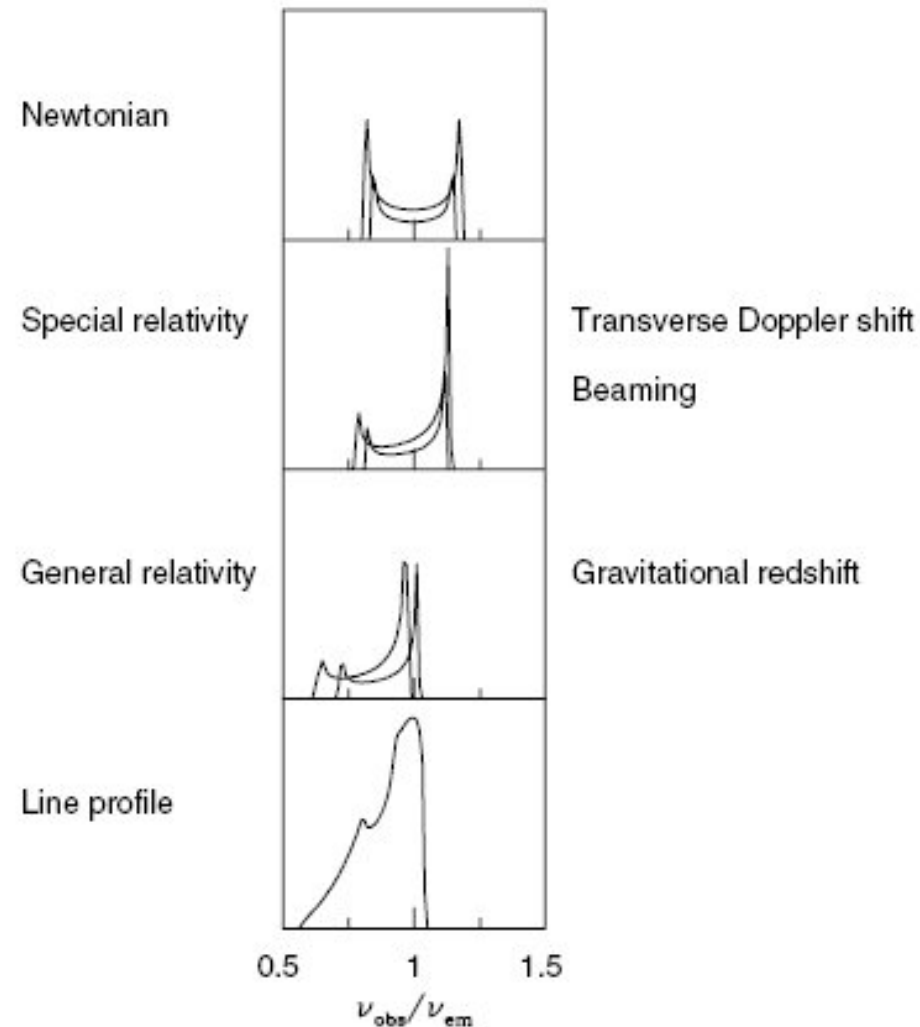 Newtonian
Special relativity
Transverse Doppler shift
Beaming
General relativity
Gravitational redshift
Line profile
0.5 1 1.5
ν_obs/ν_em